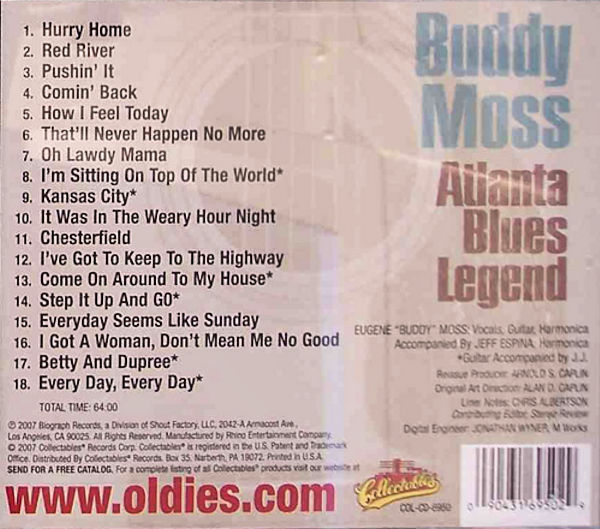 1. Hurry Home
2. Red River
3. Pushin' It
4. Comin' Back
5. How I Feel Today
6. That'll Never Happen No More
7. Oh Lawdy Mama
8. I'm Sitting On Top Of The World*
9. Kansas City*
10. It Was In The Weary Hour Night
11. Chesterfield
12. I've Got To Keep To The Highway
13. Come On Around To My House*
14. Step It Up And GO*
15. Everyday Seems Like Sunday
16. I Got A Woman, Don't Mean Me No Good
17. Betty And Dupree*
18. Every Day, Every Day*
TOTAL TIME: 64:00
Buddy
Moss
Atlanta
Blues
Legend
EUGENE "BUDDY" MOSS: Vocals, Guitar, Harmonica
Accompanied By JEFF ESPINA, Harmonica
*Guitar Accompanied by J.J.
Reissue Producer: ARNOLD S. CAPLIN
Original Art Direction: ALAN D. CAPLIN
Liner Notes: CHRIS ALBERTSON
Contributing Editor, Stereo Review
Digital Engineer: JONATHAN WYNER, M Works
℗ 2007 Biograph Records, a Division of Shout Factory, LLC, 2042-A Armacost Ave.,
Los Angeles, CA 90025. All Rights Reserved. Manufactured by Rhino Entertainment Company.
© 2007 Collectables® Records Corp. Collectables® is registered in the U.S. Patent and Trademark
Office. Distributed By Collectables® Records. Box 35. Narberth, PA 19072. Printed in U.S.A.
SEND FOR A FREE CATALOG. For a complete listing of all Collectables® products visit our website at
www.oldies.com
Collectables
COL-CD-6950
0 90431 69502 9